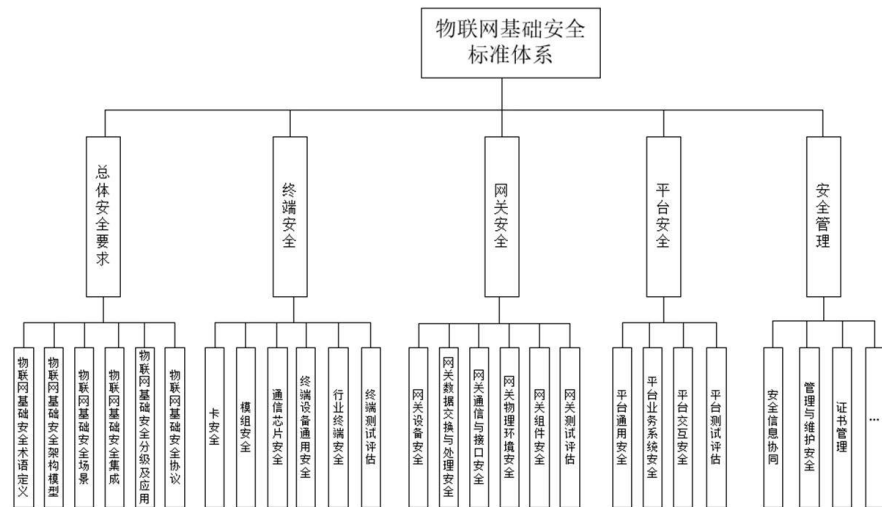 物联网基础安全
标准体系
总体安全要求
终端安全
网关安全
平台安全
安全管理
物联网基础安全术语定义
物联网基础安全架构模型
物联网基础安全场景
物联网基础安全集成
物联网基础安全分级及应用
物联网基础安全协议
卡安全
模组安全
通信芯片安全
终端设备通用安全
行业终端安全
终端测试评估
网关设备安全
网关数据交换与处理安全
网关通信与接口安全
网关物理环境安全
网关组件安全
网关测试评估
平台通用安全
平台业务系统安全
平台交互安全
平台测试评估
安全信息协同
管理与维护安全
证书管理
...